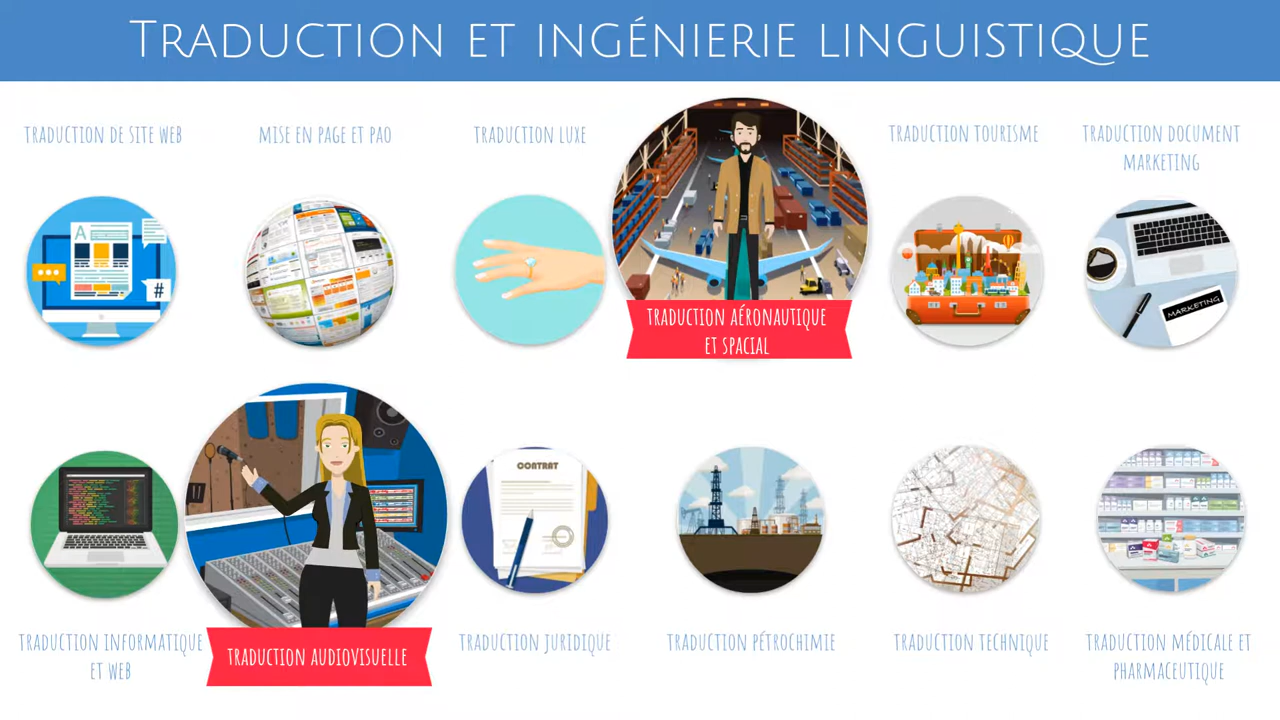 TRADUCTION ET INGÉNIERIE LINGUISTIQUE
TRADUCTION DE SITE WEB
MISE EN PAGE ET PAO
TRADUCTION LUXE
TRADUCTION TOURISME
TRADUCTION DOCUMENT
MARKETING
A
#
MARKETING
TRADUCTION AÉRONAUTIQUE
ET SPACIAL
CONTRAT
TRADUCTION INFORMATIQUE
ET WEB
TRADUCTION AUDIOVISUELLE
TRADUCTION JURIDIQUE
TRADUCTION PÉTROCHIMIE
TRADUCTION TECHNIQUE
TRADUCTION MÉDICALE ET
PHARMACEUTIQUE